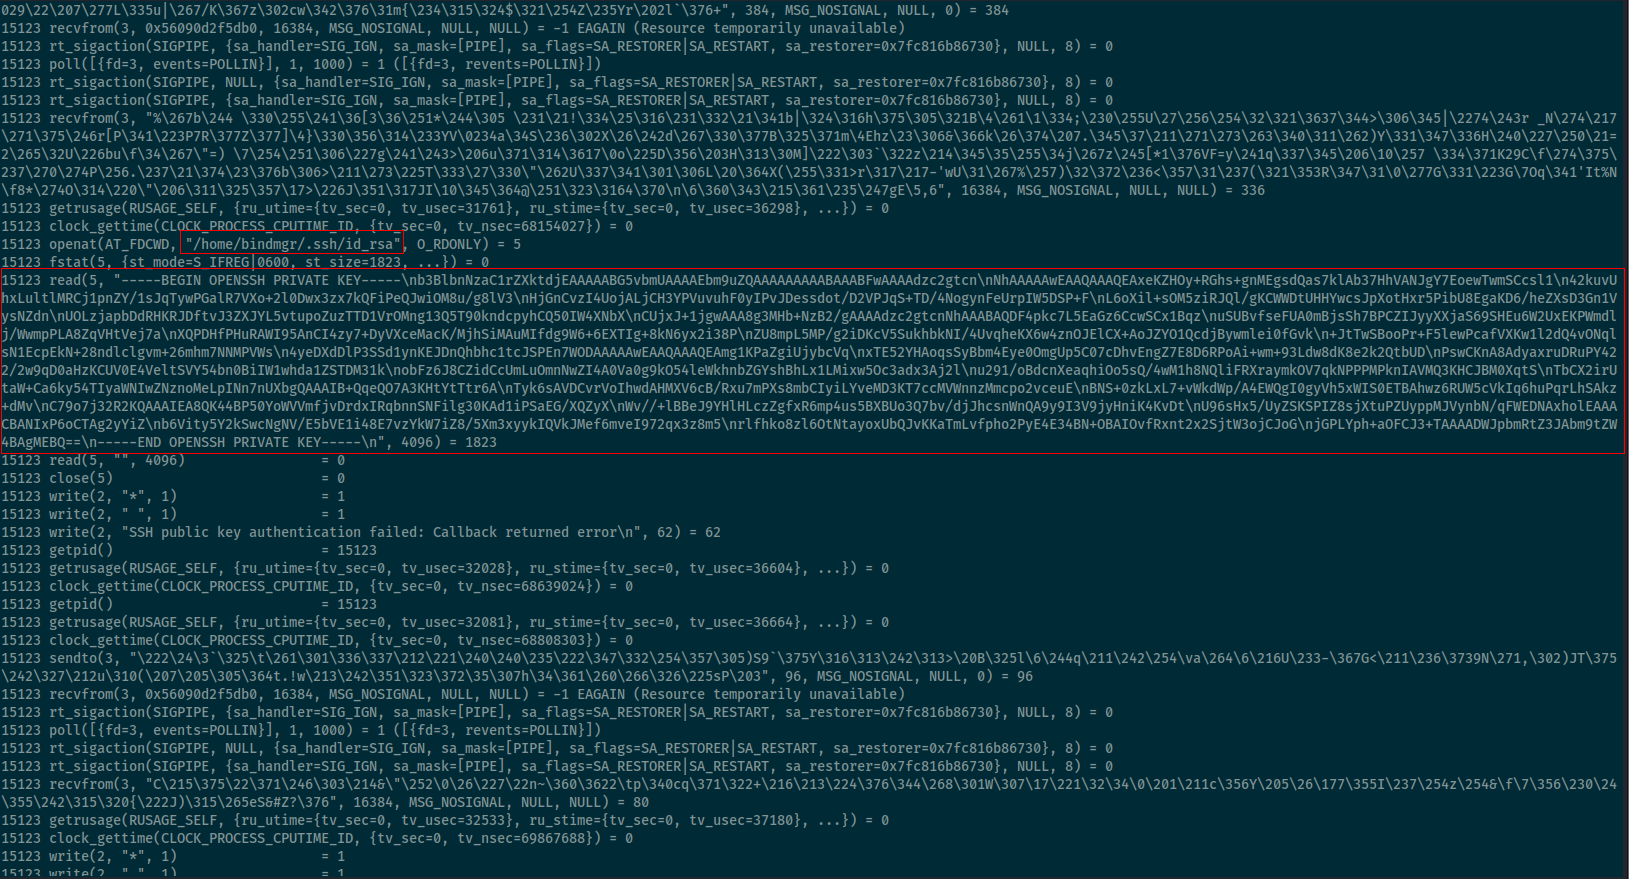 029\22\207\277L\335u|\267/K\367z\302cw\342\376\31m{\234\315\324$\321\254Z\235Yr\202l`\376+", 384, MSG_NOSIGNAL, NULL, 0) = 384
15123 recvfrom(3, 0x56090d2f5db0, 16384, MSG_NOSIGNAL, NULL, NULL) = -1 EAGAIN (Resource temporarily unavailable)
15123 rt_sigaction(SIGPIPE, {sa_handler=SIG_IGN, sa_mask=[PIPE], sa_flags=SA_RESTORER|SA_RESTART, sa_restorer=0x7fc816b86730}, NULL, 8) = 0
15123 poll([{fd=3, events=POLLIN}], 1, 1000) = 1 ([{fd=3, revents=POLLIN}])
15123 rt_sigaction(SIGPIPE, NULL, {sa_handler=SIG_IGN, sa_mask=[PIPE], sa_flags=SA_RESTORER|SA_RESTART, sa_restorer=0x7fc816b86730}, 8) = 0
15123 rt_sigaction(SIGPIPE, {sa_handler=SIG_IGN, sa_mask=[PIPE], sa_flags=SA_RESTORER|SA_RESTART, sa_restorer=0x7fc816b86730}, NULL, 8) = 0
15123 recvfrom(3, "%\267b\244 \330\255\241\36[3\36\251*\244\305 \231\21!\334\25\316\231\332\21\341b|\324\316h\375\305\321B\4\261\1\334;\230\255U\27\256\254\32\321\3637\344>\306\345|\2274\243r _N\274\217
\271\375\246r[P\341\223P7R\377Z\377]\4}\330\356\314\233YV\0234a\34S\236\302X\26\242d\267\330\377B\325\371m\4Ehz\23\306&\366k\26\374\207.\345\37\211\271\273\263\340\311\262)Y\331\347\336H\240\227\250\21=
2\265\32U\226bu\f\34\267\"=) \7\254\251\306\227g\241\243>\206u\371\314\3617\0o\225D\356\203H\313\30M]\222\303`\322z\214\345\35\255\34j\267z\245[*1\376VF=y\241q\337\345\206\10\257 \334\371K29C\f\274\375\
237\270\274P\256.\237\21\374\23\376b\306>\211\273\225T\333\27\330\"\262U\337\341\301\306L\20\364X(\255\331>r\317\217-'wU\31\267%\257)\32\372\236<\357\31\237(\321\353R\347\31\0\277G\331\223G\7Oq\341'It%N
\f8*\274O\314\220\"\206\311\325\357\17>\226J\351\317JI\10\345\364@\251\323\3164\370\n\6\360\343\215\361\235\247gE\5,6", 16384, MSG_NOSIGNAL, NULL, NULL) = 336
15123 getrusage(RUSAGE_SELF, {ru_utime={tv_sec=0, tv_usec=31761}, ru_stime={tv_sec=0, tv_usec=36298}, ...}) = 0
15123 clock_gettime(CLOCK_PROCESS_CPUTIME_ID, {tv_sec=0, tv_nsec=68154027}) = 0
15123 openat(AT_FDCWD, "/home/bindmgr/.ssh/id_rsa", O_RDONLY) = 5
15123 fstat(5, {st_mode=S_IFREG|0600, st_size=1823, ...}) = 0
15123 read(5, "-----BEGIN OPENSSH PRIVATE KEY-----\nb3BlbnNzaC1rZXktdjEAAAAABG5vbmUAAAAEbm9uZQAAAAAAAAABAAABFwAAAAdzc2gtcn\nNhAAAAAwEAAQAAAQEAxeKZHOy+RGhs+gnMEgsdQas7klAb37HhVANJgY7EoewTwmSCcsl1\n42kuvU
hxLultlMRCj1pnZY/1sJqTywPGalR7VXo+2l0Dwx3zx7kQFiPeQJwiOM8u/g8lV3\nHjGnCvzI4UojALjCH3YPVuvuhF0yIPvJDessdot/D2VPJqS+TD/4NogynFeUrpIW5DSP+F\nL6oXil+sOM5ziRJQl/gKCWWDtUHHYwcsJpXotHxr5PibU8EgaKD6/heZXsD3Gn1V
ysNZdn\nUOLzjapbDdRHKRJDftvJ3ZXJYL5vtupoZuzTTD1VrOMng13Q5T90kndcpyhCQ50IW4XNbX\nCUjxJ+1jgwAAA8g3MHb+NzB2/gAAAAdzc2gtcnNhAAABAQDF4pkc7L5EaGz6CcwSCx1Bqz\nuSUBvfseFUA0mBjsSh7BPCZIJyyXXjaS69SHEu6W2UxEKPWmdl
j/WwmpPLA8ZqVHtVej7a\nXQPDHfPHuRAWI95AnCI4zy7+DyVXceMacK/MjhSiMAuMIfdg9W6+6EXTIg+8kN6yx2i38P\nZU8mpL5MP/g2iDKcV5SukhbkNI/4UvqheKX6w4znOJElCX+AoJZYO1QcdjBywmlei0fGvk\n+JtTwSBooPr+F5lewPcafVXKw1l2dQ4vONql
sN1EcpEkN+28ndlclgvm+26mhm7NNMPVWs\n4yeDXdDlP3SSd1ynKEJDnQhbhc1tcJSPEn7WODAAAAAwEAAQAAAQEAmg1KPaZgiUjybcVq\nxTE52YHAoqsSyBbm4Eye0OmgUp5C07cDhvEngZ7E8D6RPoAi+wm+93Ldw8dK8e2k2QtbUD\nPswCKnA8AdyaxruDRuPY42
2/2w9qD0aHzKCUV0E4VeltSVY54bn0BiIW1whda1ZSTDM31k\nobFz6J8CZidCcUmLuOmnNwZI4A0Va0g9kO54leWkhnbZGYshBhLx1LMixw5Oc3adx3Aj2l\nu291/oBdcnXeaqhiOo5sQ/4wM1h8NQliFRXraymkOV7qkNPPPMPknIAVMQ3KHCJBM0XqtS\nTbCX2irU
taW+Ca6ky54TIyaWNIwZNznoMeLpINn7nUXbgQAAAIB+QqeQO7A3KHtYtTtr6A\nTyk6sAVDCvrVoIhwdAHMXV6cB/Rxu7mPXs8mbCIyiLYveMD3KT7ccMVWnnzMmcpo2vceuE\nBNS+0zkLxL7+vWkdWp/A4EWQgI0gyVh5xWIS0ETBAhwz6RUW5cVkIq6huPqrLhSAkz
+dMv\nC79o7j32R2KQAAAIEA8QK44BP50YoWVVmfjvDrdxIRqbnnSNFilg30KAd1iPSaEG/XQZyX\nWv//+lBBeJ9YHlHLczZgfxR6mp4us5BXBUo3Q7bv/djJhcsnWnQA9y9I3V9jyHniK4KvDt\nU96sHx5/UyZSKSPIZ8sjXtuPZUyppMJVynbN/qFWEDNAxholEAAA
CBANIxP6oCTAg2yYiZ\nb6Vity5Y2kSwcNgNV/E5bVE1i48E7vzYkW7iZ8/5Xm3xyykIQVkJMef6mveI972qx3z8m5\nrlfhko8zl6OtNtayoxUbQJvKKaTmLvfpho2PyE4E34BN+OBAIOvfRxnt2x2SjtW3ojCJoG\njGPLYph+aOFCJ3+TAAAADWJpbmRtZ3JAbm9tZW
4BAgMEBQ==\n-----END OPENSSH PRIVATE KEY-----\n", 4096) = 1823
15123 read(5, "", 4096) = 0
15123 close(5) = 0
15123 write(2, "*", 1) = 1
15123 write(2, " ", 1) = 1
15123 write(2, "SSH public key authentication failed: Callback returned error\n", 62) = 62
15123 getpid() = 15123
15123 getrusage(RUSAGE_SELF, {ru_utime={tv_sec=0, tv_usec=32028}, ru_stime={tv_sec=0, tv_usec=36604}, ...}) = 0
15123 clock_gettime(CLOCK_PROCESS_CPUTIME_ID, {tv_sec=0, tv_nsec=68639024}) = 0
15123 getpid() = 15123
15123 getrusage(RUSAGE_SELF, {ru_utime={tv_sec=0, tv_usec=32081}, ru_stime={tv_sec=0, tv_usec=36664}, ...}) = 0
15123 clock_gettime(CLOCK_PROCESS_CPUTIME_ID, {tv_sec=0, tv_nsec=68808303}) = 0
15123 sendto(3, "\222\24\3`\325\t\261\301\336\337\212\221\240\240\235\222\347\332\254\357\305)S9`\375Y\316\313\242\313>\20B\325l\6\244q\211\242\254\va\264\6\216U\233-\367G<\211\236\3739N\271,\302)JT\375
\242\327\212u\310(\207\205\305\364t.!w\213\242\351\323\372\35\307h\34\361\260\266\326\225sP\203", 96, MSG_NOSIGNAL, NULL, 0) = 96
15123 recvfrom(3, 0x56090d2f5db0, 16384, MSG_NOSIGNAL, NULL, NULL) = -1 EAGAIN (Resource temporarily unavailable)
15123 rt_sigaction(SIGPIPE, {sa_handler=SIG_IGN, sa_mask=[PIPE], sa_flags=SA_RESTORER|SA_RESTART, sa_restorer=0x7fc816b86730}, NULL, 8) = 0
15123 poll([{fd=3, events=POLLIN}], 1, 1000) = 1 ([{fd=3, revents=POLLIN}])
15123 rt_sigaction(SIGPIPE, NULL, {sa_handler=SIG_IGN, sa_mask=[PIPE], sa_flags=SA_RESTORER|SA_RESTART, sa_restorer=0x7fc816b86730}, 8) = 0
15123 rt_sigaction(SIGPIPE, {sa_handler=SIG_IGN, sa_mask=[PIPE], sa_flags=SA_RESTORER|SA_RESTART, sa_restorer=0x7fc816b86730}, NULL, 8) = 0
15123 recvfrom(3, "C\215\375\22\371\246\303\214&\"\252\0\26\227\22n~\360\3622\tp\340cq\371\322+\216\213\224\376\344\268\301W\307\17\221\32\34\0\201\211c\356Y\205\26\177\355I\237\254z\254&\f\7\356\230\24
\355\242\315\320{\222J)\315\265eS&#Z?\376", 16384, MSG_NOSIGNAL, NULL, NULL) = 80
15123 getrusage(RUSAGE_SELF, {ru_utime={tv_sec=0, tv_usec=32533}, ru_stime={tv_sec=0, tv_usec=37180}, ...}) = 0
15123 clock_gettime(CLOCK_PROCESS_CPUTIME_ID, {tv_sec=0, tv_nsec=69867688}) = 0
15123 write(2, "*", 1) = 1
15123 write(2, " ", 1) = 1